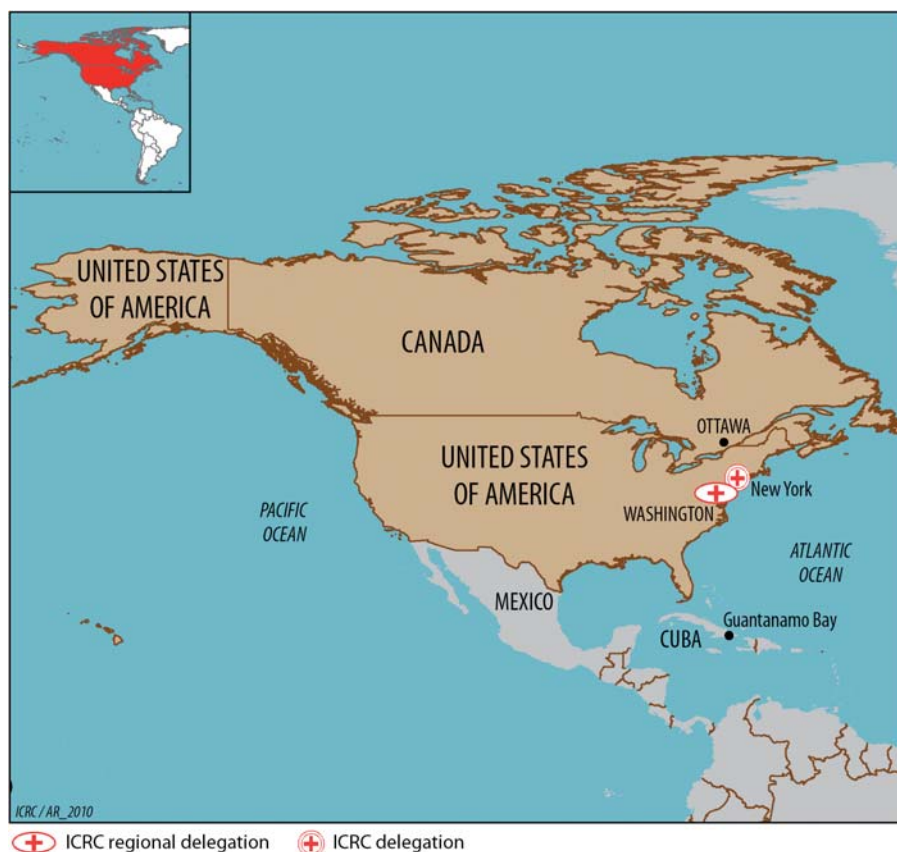 UNITED STATES
OF AMERICA
CANADA
OTTAWA
UNITED STATES
OF AMERICA
New York
WASHINGTON
PACIFIC
OCEAN
ATLANTIC
OCEAN
MEXICO
Guantanamo Bay
CUBA
ICRC / AR_2010
ICRC regional delegation
ICRC delegation